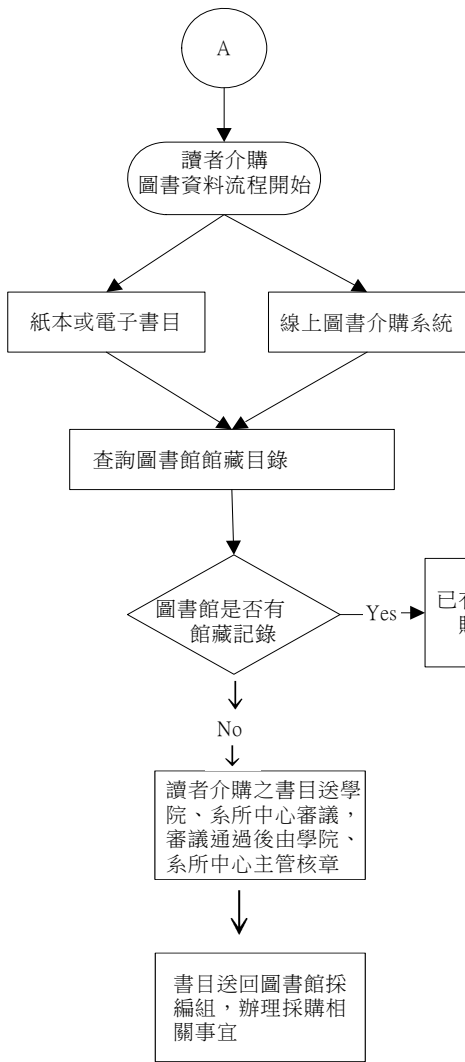 A
讀者介購
圖書資料流程開始
紙本或電子書目
線上圖書介購系統
查詢圖書館館藏目錄
圖書館是否有
館藏記錄
Yes
已有
No
讀者介購之書目送學
院、系所中心審議，
審議通過後由學院、
系所中心主管核章
書目送回圖書館採
編組，辦理採購相
關事宜